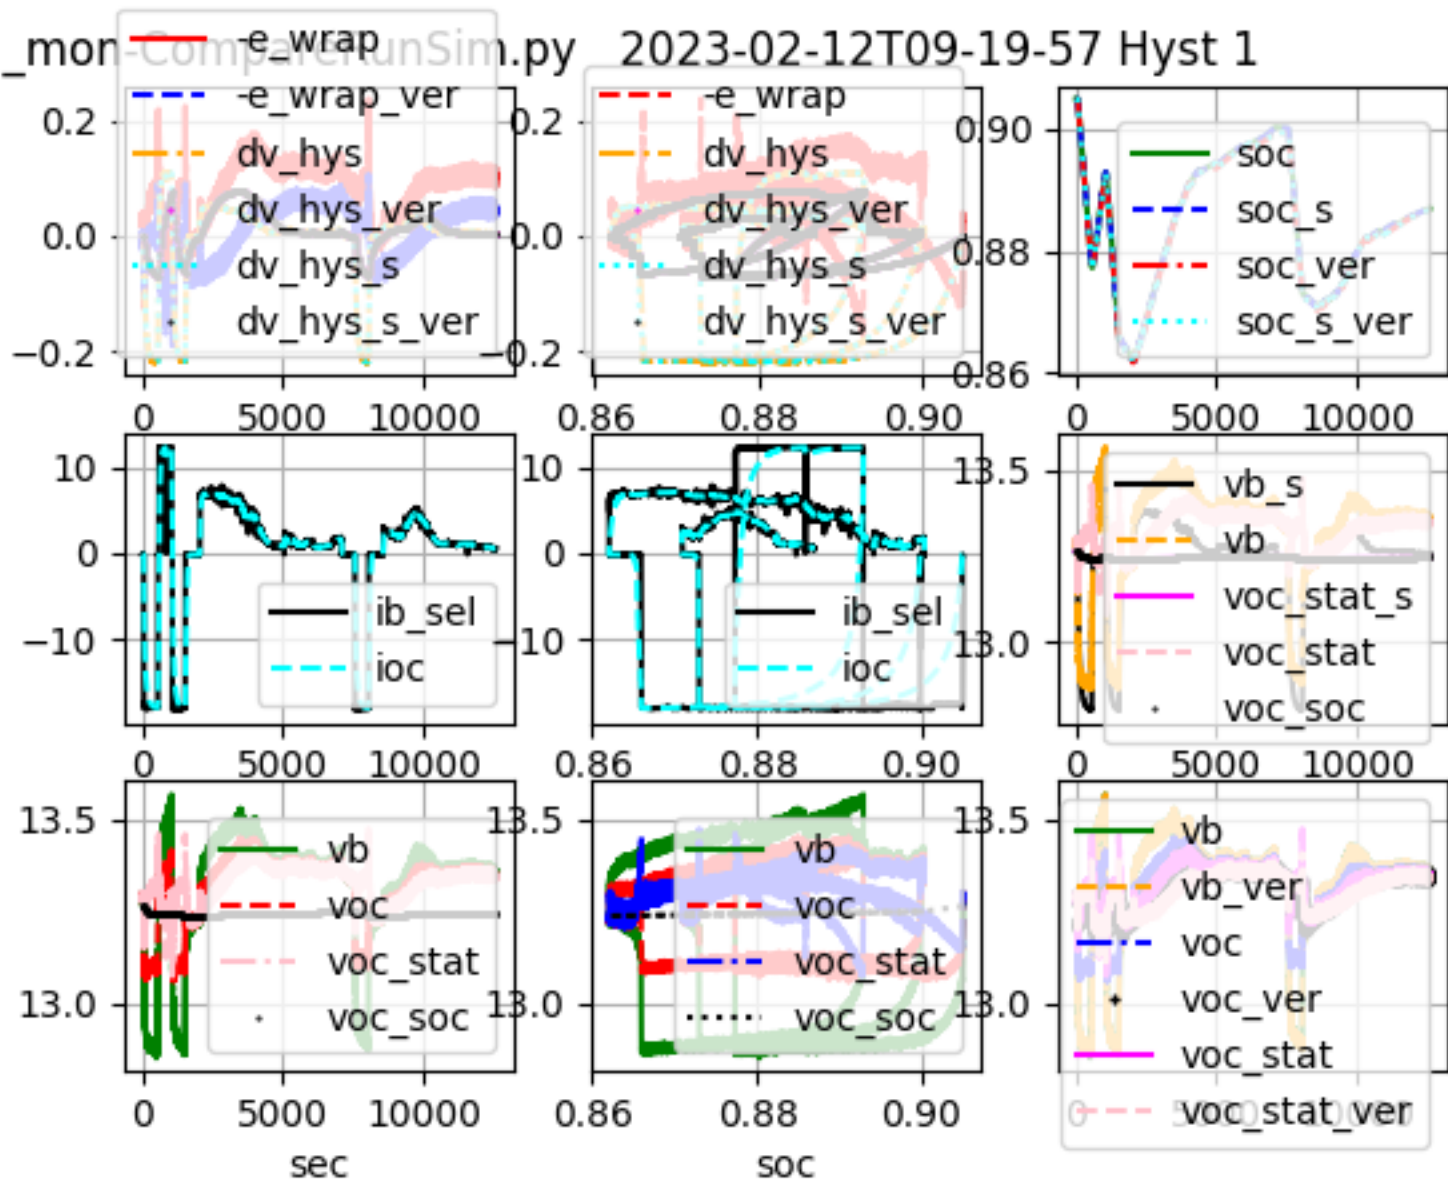 _mon-CompareRunSim.py 2023-02-12T09-19-57 Hyst 1
-e_wrap
-e_wrap_ver
dv_hys
dv_hys_ver
dv_hys_s
dv_hys_s_ver
0.2
0.0
−0.2
0
5000
10000
-e_wrap
dv_hys
dv_hys_ver
dv_hys_s
dv_hys_s_ver
0.2
0.0
−0.2
0.86
0.88
0.90
soc
soc_s
soc_ver
soc_s_ver
0.90
0.88
0.86
0
5000
10000
10
0
−10
ib_sel
ioc
0
5000
10000
10
0
−10
ib_sel
ioc
0.86
0.88
0.90
13.5
13.0
vb_s
vb
voc_stat_s
voc_stat
voc_soc
0
5000
10000
13.5
13.0
vb
voc
voc_stat
voc_soc
0
5000
10000
sec
13.5
13.0
vb
voc
voc_stat
voc_soc
0.86
0.88
0.90
soc
13.5
13.0
vb
vb_ver
voc
voc_ver
voc_stat
voc_stat_ver
0
5000
10000